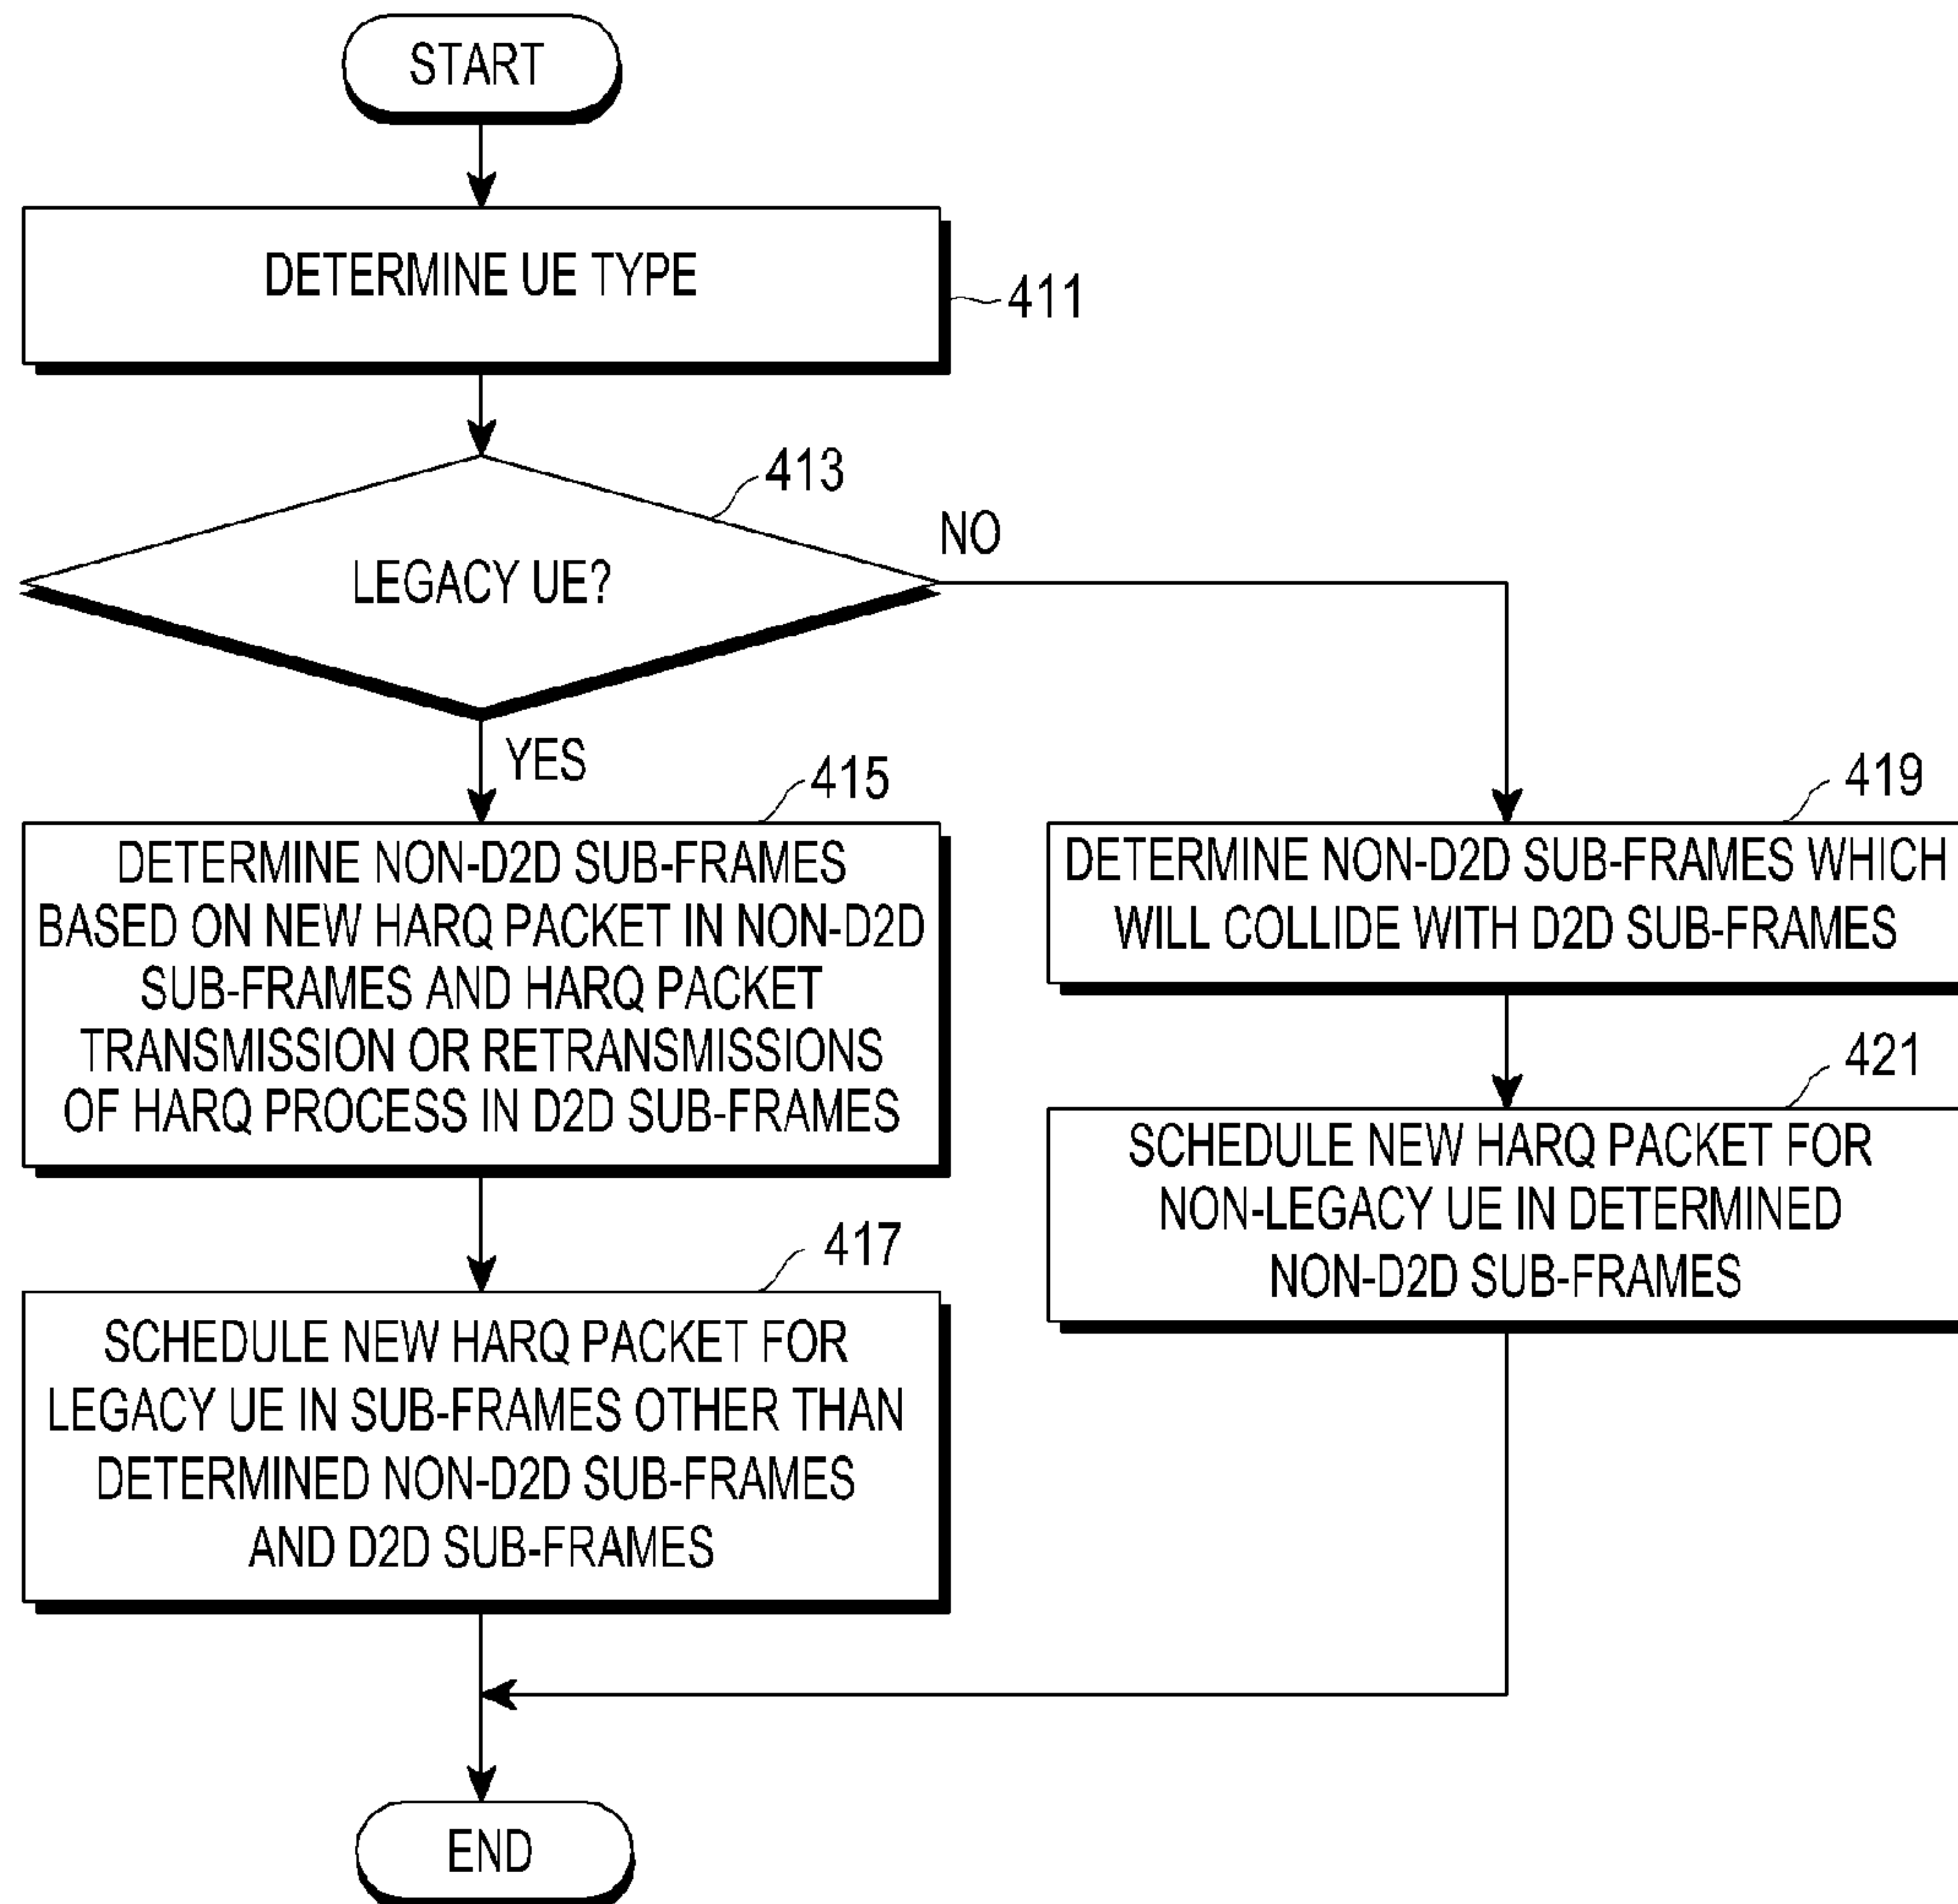 START
DETERMINE UE TYPE
411
413
LEGACY UE?
NO
YES
415
DETERMINE NON-D2D SUB-FRAMES
BASED ON NEW HARQ PACKET IN NON-D2D
SUB-FRAMES AND HARQ PACKET
TRANSMISSION OR RETRANSMISSIONS
OF HARQ PROCESS IN D2D SUB-FRAMES
417
SCHEDULE NEW HARQ PACKET FOR
LEGACY UE IN SUB-FRAMES OTHER THAN
DETERMINED NON-D2D SUB-FRAMES
AND D2D SUB-FRAMES
419
DETERMINE NON-D2D SUB-FRAMES WHICH
WILL COLLIDE WITH D2D SUB-FRAMES
421
SCHEDULE NEW HARQ PACKET FOR
NON-LEGACY UE IN DETERMINED
NON-D2D SUB-FRAMES
END